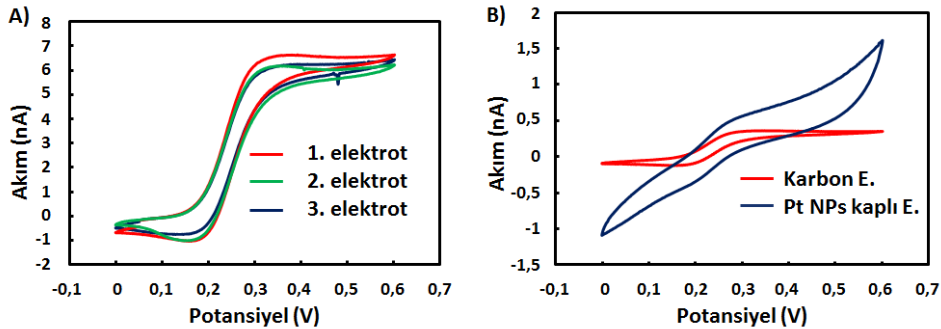 A)
Akım (nA)
8
7
6
5
4
3
2
1
0
-1
-2
1. elektrot
2. elektrot
3. elektrot
-0,1 0 0,1 0,2 0,3 0,4 0,5 0,6 0,7
Potansiyel (V)
B)
Akım (nA)
2
1,5
1
0,5
0
-0,5
-1
-1,5
Karbon E.
Pt NPs kaplı E.
-0,1 0 0,1 0,2 0,3 0,4 0,5 0,6 0,7
Potansiyel (V)